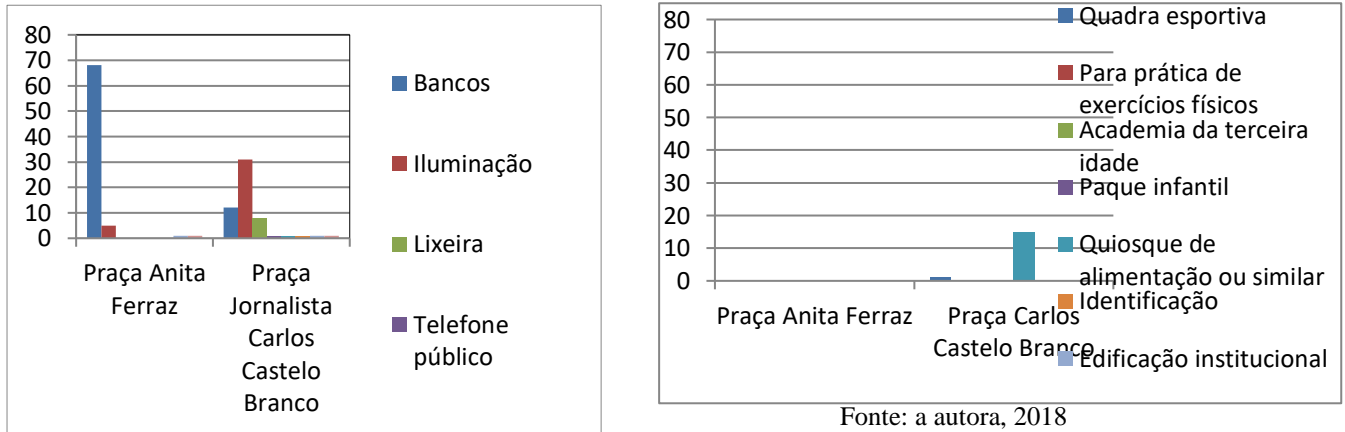 80
70
60
50
40
30
20
10
0
Praça Anita
Ferraz
Praça
Jornalista
Carlos
Castelo
Branco
Bancos
Iluminação
Lixeira
Telefone
público
80
70
60
50
40
30
20
10
0
Praça Anita Ferraz
Praça Carlos
Castelo Branco
Quadra esportiva
Para prática de
exercícios físicos
Academia da terceira
idade
Paque infantil
Quiosque de
alimentação ou similar
Identificação
Edificação institucional
Fonte: a autora, 2018